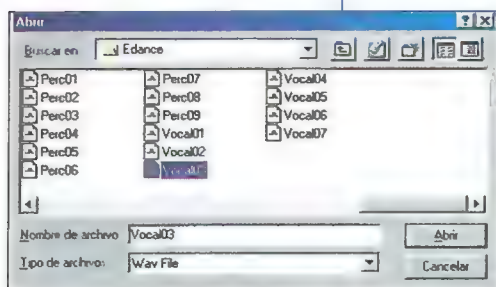 Abrir
Buscar en: Edance
Perc01 Perc07 Vocal04
Perc02 Perc08 Vocal05
Perc03 Perc09 Vocal06
Perc04 Vocal01 Vocal07
Perc05 Vocal02
Perc06 Vocal03
Nombre de archivo Vocal03 Abrir
Tipo de archivos: Wav File Cancelar